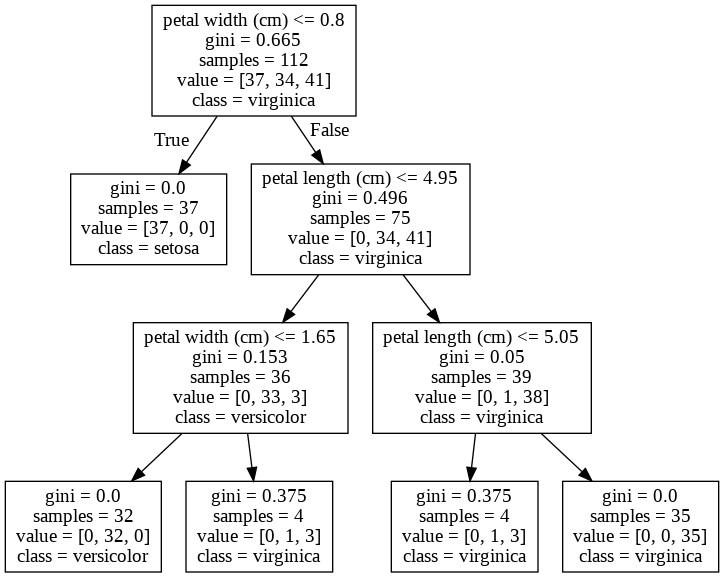 petal width (cm) <= 0.8
gini = 0.665
samples = 112
value = [37, 34, 41]
class = virginica
True
False
gini = 0.0
samples = 37
value = [37, 0, 0]
class = setosa
petal length (cm) <= 4.95
gini = 0.496
samples = 75
value = [0, 34, 41]
class = virginica
petal width (cm) <= 1.65
gini = 0.153
samples = 36
value = [0, 33, 3]
class = versicolor
petal length (cm) <= 5.05
gini = 0.05
samples = 39
value = [0, 1, 38]
class = virginica
gini = 0.0
samples = 32
value = [0, 32, 0]
class = versicolor
gini = 0.375
samples = 4
value = [0, 1, 3]
class = virginica
gini = 0.375
samples = 4
value = [0, 1, 3]
class = virginica
gini = 0.0
samples = 35
value = [0, 0, 35]
class = virginica